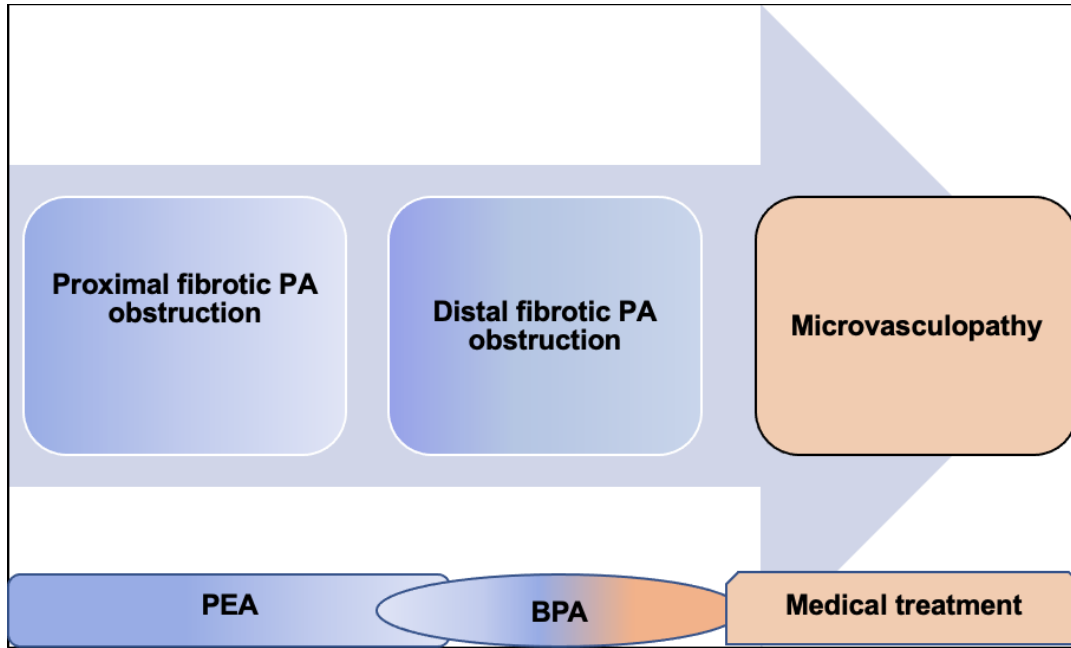 Proximal fibrotic PA
obstruction
Distal fibrotic PA
obstruction
Microvasculopathy
PEA
BPA
Medical treatment